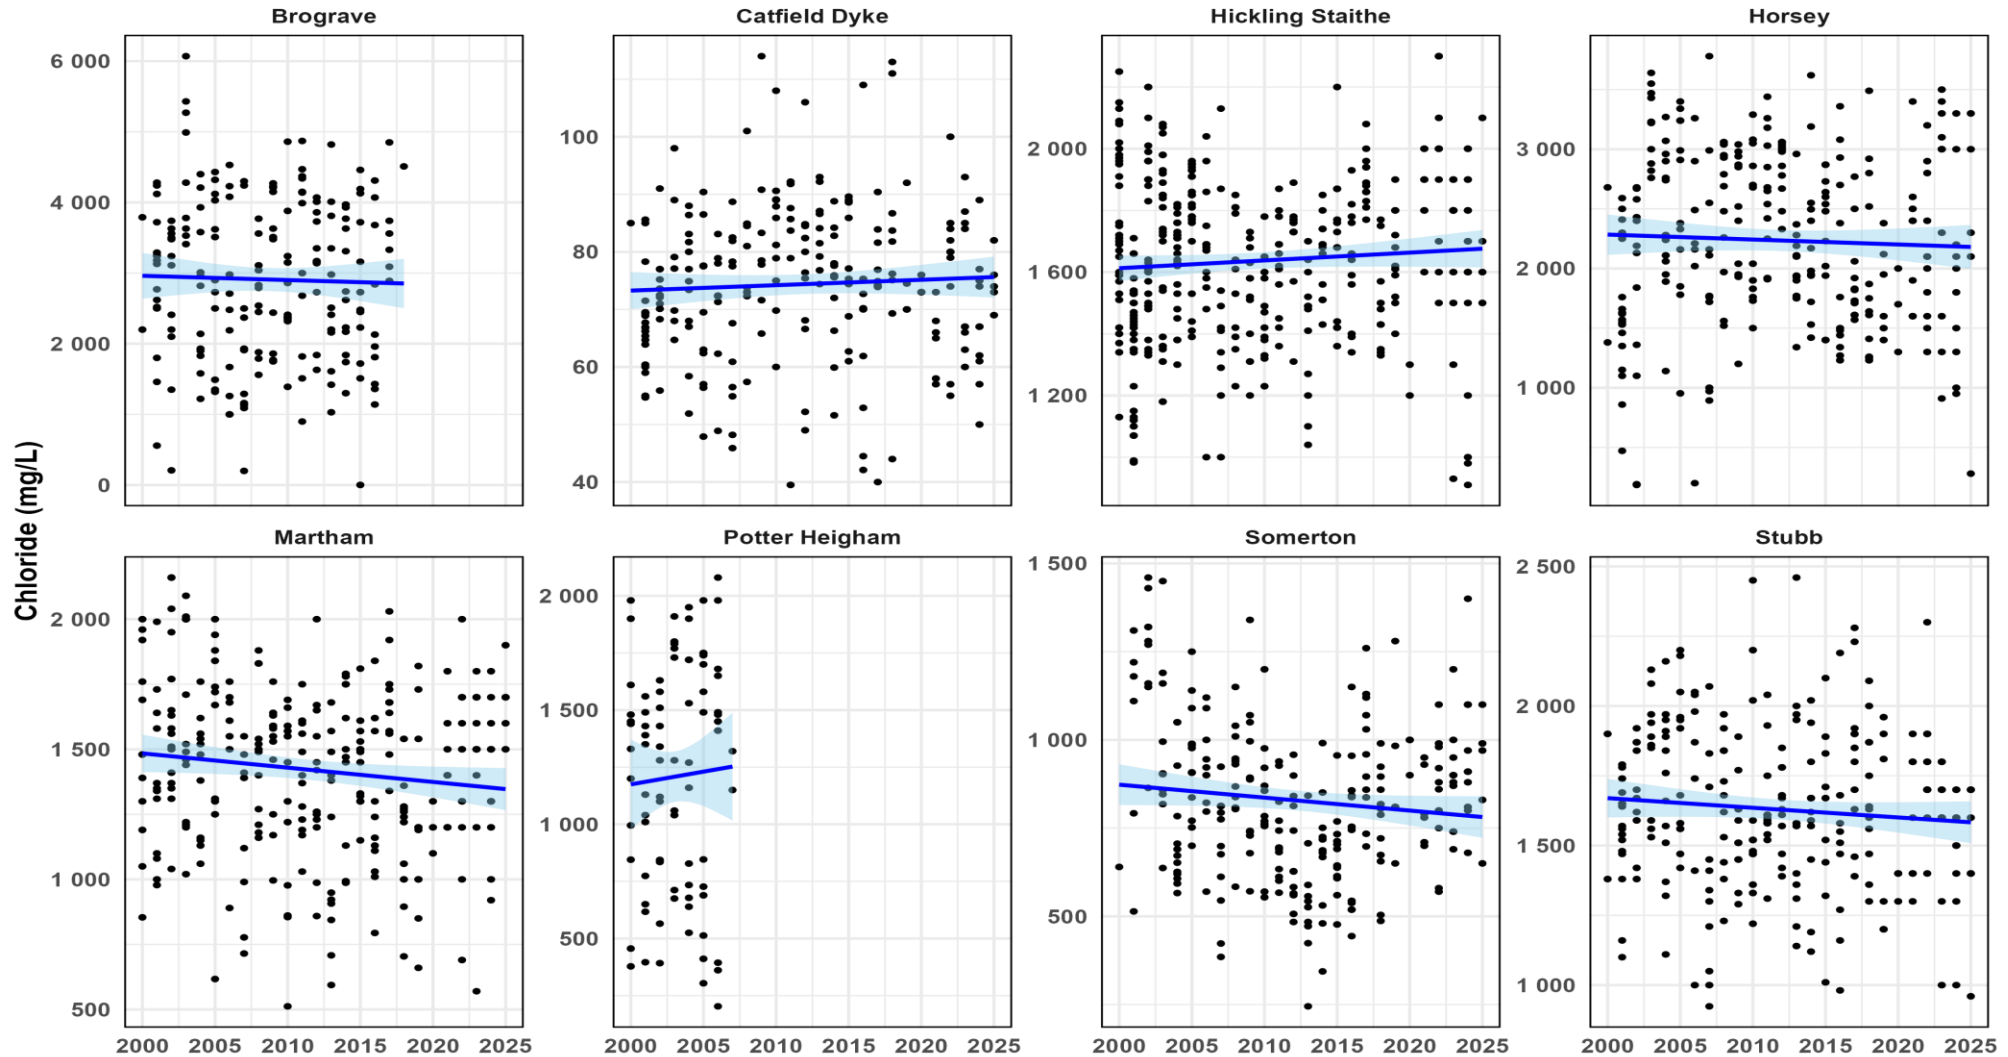 Brograve
Catfield Dyke
Hickling Staithe
Horsey
6 000
4 000
2 000
0
100
80
60
40
2 000
1 600
1 200
3 000
2 000
1 000
Chloride (mg/L)
Martham
Potter Heigham
Somerton
Stubb
2 000
1 500
1 000
500
2 000
1 500
1 000
500
1 500
1 000
500
2 500
2 000
1 500
1 000
2000 2005 2010 2015 2020 2025
2000 2005 2010 2015 2020 2025
2000 2005 2010 2015 2020 2025
2000 2005 2010 2015 2020 2025